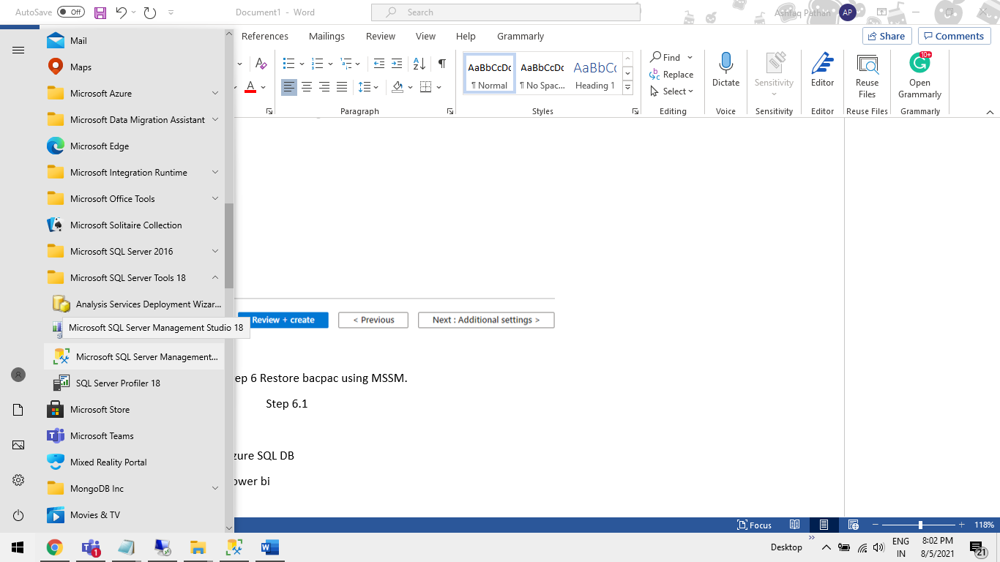 AutoSave Off Document1 - Word Search Ashfaq Pathan AP
References Mailings Review View Help Grammarly Share Comments
Mail
Maps
Microsoft Azure
Microsoft Data Migration Assistant
Microsoft Edge
Microsoft Integration Runtime
Microsoft Office Tools
Microsoft Solitaire Collection
Microsoft SQL Server 2016
Microsoft SQL Server Tools 18
Analysis Services Deployment Wizar...
Microsoft SQL Server Management Studio 18
Microsoft SQL Server Management...
SQL Server Profiler 18
Microsoft Store
Microsoft Teams
Mixed Reality Portal
MongoDB Inc
Movies & TV
A
A
Z
Paragraph
AaBbCcDc AaBbCcDc AaBbCc
¶ Normal ¶ No Spac... Heading 1
Styles
Find
Replace
Select
Editing
Dictate
Voice
Sensitivity
Sensitivity
Editor
Editor
Reuse
Files
Reuse Files
10+
Open
Grammarly
Grammarly
Review + create < Previous Next : Additional settings >
ep 6 Restore bacpac using MSSM.
Step 6.1
zure SQL DB
ower bi
Focus 118%
1
Desktop
ENG
IN
8:02 PM
8/5/2021
21